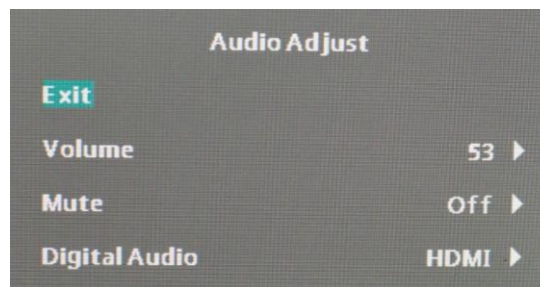 Audio Adjust
Exit
Volume 53
Mute Off
Digital Audio HDMI